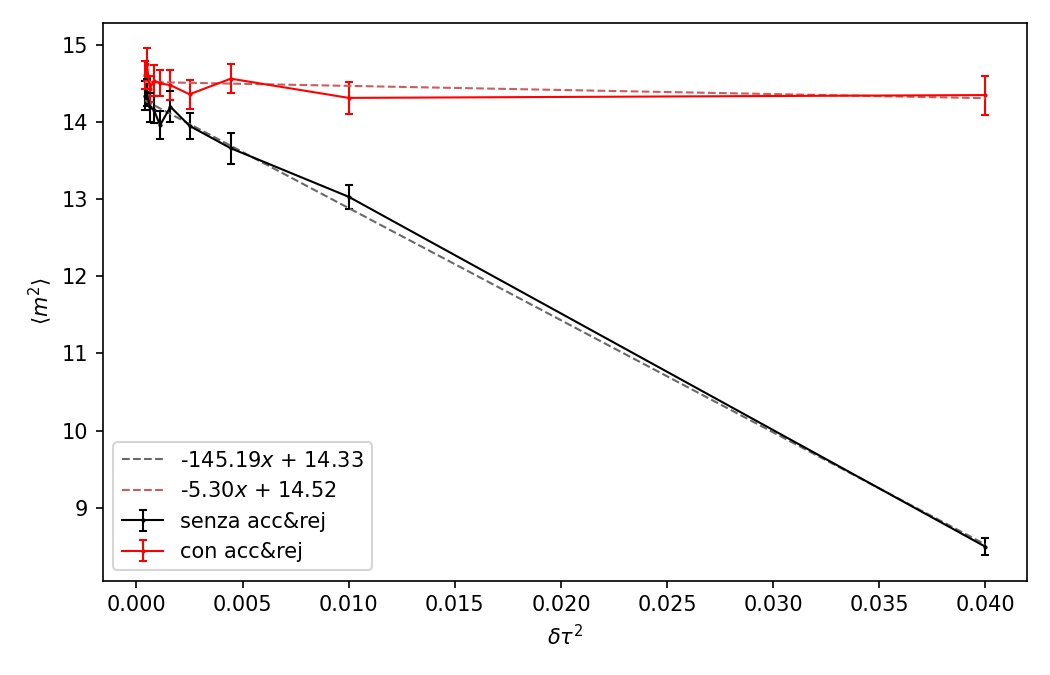 15
14
13
12
11
10
9
⟨m²⟩
-145.19x + 14.33
-5.30x + 14.52
senza acc&rej
con acc&rej
0.000 0.005 0.010 0.015 0.020 0.025 0.030 0.035 0.040
δτ²